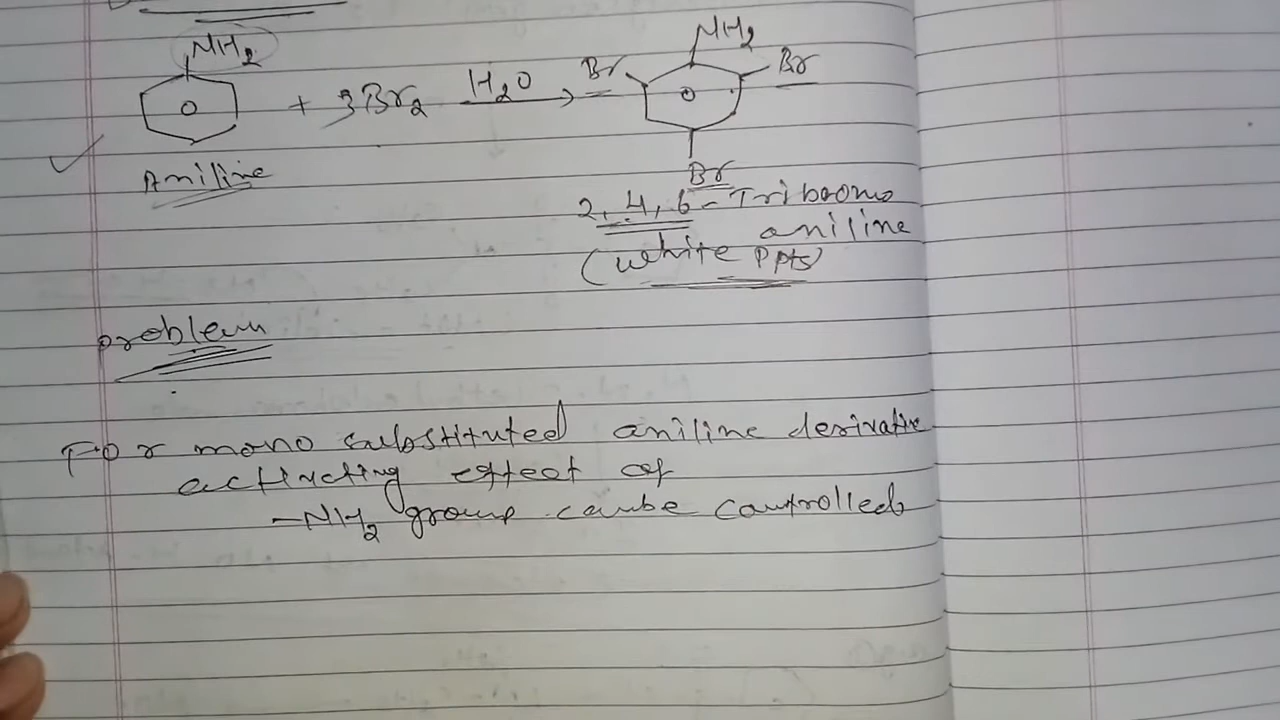 NH2 NH2
+ 3Br2 H2O Br Br
Aniline Br
2,4,6-Tribromo
aniline
(white ppts)
problem
For mono substituted aniline derivative
activating effect of
-NH2 group can be controlled